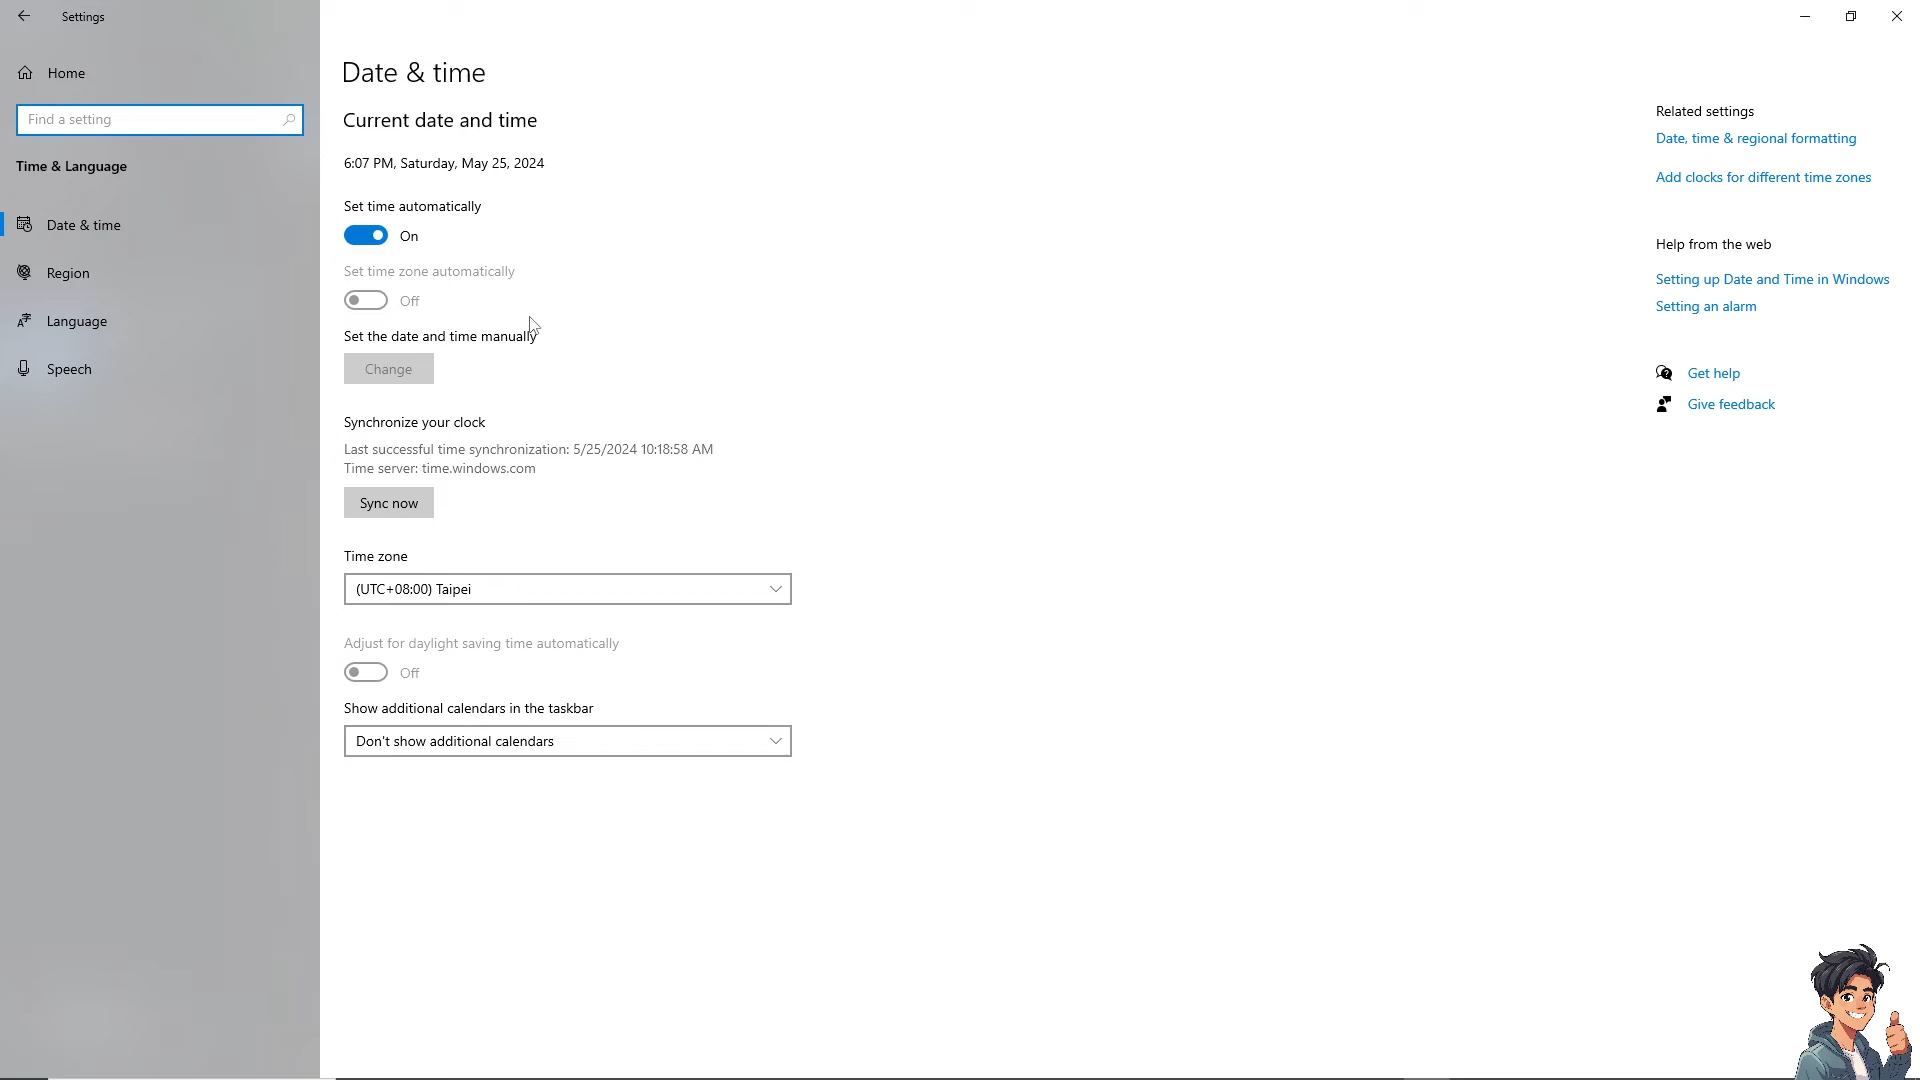 Settings
Home
Find a setting
Time & Language
Date & time
Region
Language
Speech
Date & time
Current date and time
6:07 PM, Saturday, May 25, 2024
Set time automatically
On
Set time zone automatically
Off
Set the date and time manually
Change
Synchronize your clock
Last successful time synchronization: 5/25/2024 10:18:58 AM
Time server: time.windows.com
Sync now
Time zone
(UTC+08:00) Taipei
Adjust for daylight saving time automatically
Off
Show additional calendars in the taskbar
Don't show additional calendars
Related settings
Date, time & regional formatting
Add clocks for different time zones
Help from the web
Setting up Date and Time in Windows
Setting an alarm
Get help
Give feedback